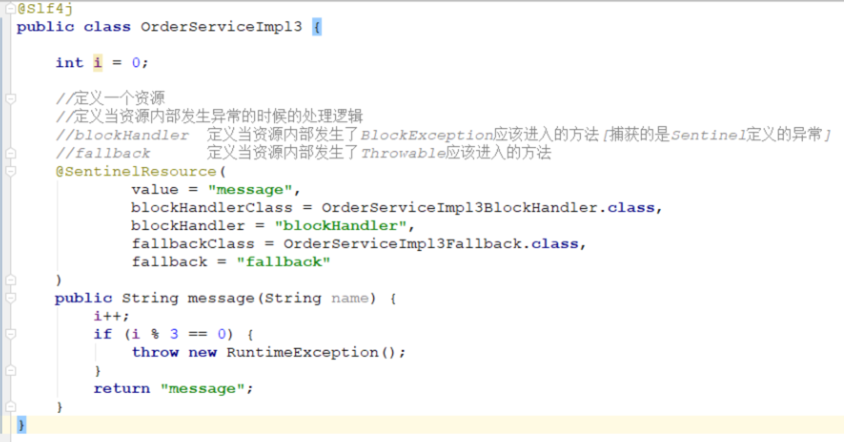 @Slf4j
public class OrderServiceImpl3 {
int i = 0;
//定义一个资源
//定义当资源内部发生异常的时候的处理逻辑
//blockHandler 定义当资源内部发生了BlockException应该进入的方法[捕获的是Sentinel定义的异常]
//fallback 定义当资源内部发生了Throwable应该进入的方法
@SentinelResource(
value = "message",
blockHandlerClass = OrderServiceImpl3BlockHandler.class,
blockHandler = "blockHandler",
fallbackClass = OrderServiceImpl3Fallback.class,
fallback = "fallback"
)
public String message(String name) {
i++;
if (i % 3 == 0) {
throw new RuntimeException();
}
return "message";
}
}